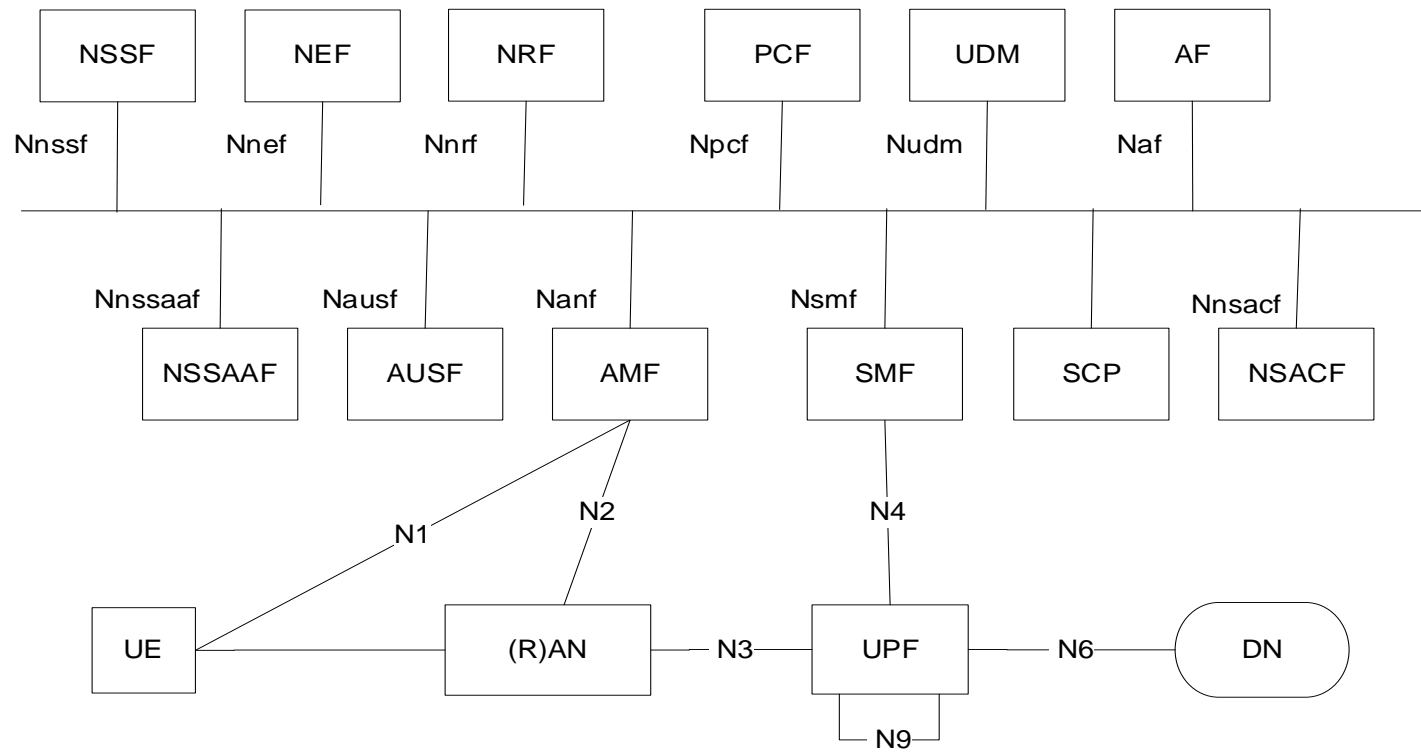 NSSF NEF NRF PCF UDM AF
Nnssf Nnef Nnrf Npcf Nudm Naf
Nnssaaf Nausf Nanf Nsmf Nnsacf
NSSAAF AUSF AMF SMF SCP NSACF
N1 N2 N4
UE (R)AN N3 UPF N6 DN
N9